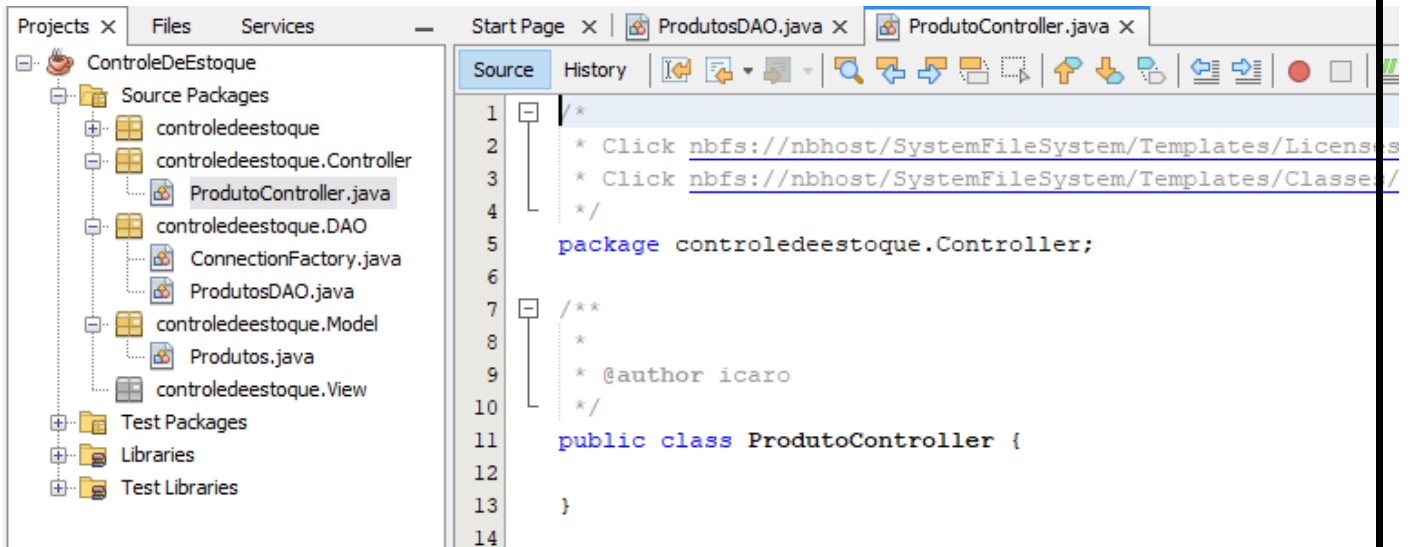 Projects Files Services
ControleDeEstoque
Source Packages
controledeestoque
controledeestoque.Controller
ProdutoController.java
controledeestoque.DAO
ConnectionFactory.java
ProdutosDAO.java
controledeestoque.Model
Produtos.java
controledeestoque.View
Test Packages
Libraries
Test Libraries
Start Page ProdutosDAO.java ProdutoController.java
Source History
1 /*
2 * Click nbfs://nbhost/SystemFileSystem/Templates/Licenses
3 * Click nbfs://nbhost/SystemFileSystem/Templates/Classes/
4 */
5 package controledeestoque.Controller;
6
7 /**
8 *
9 * @author icaro
10 */
11 public class ProdutoController {
12
13 }
14